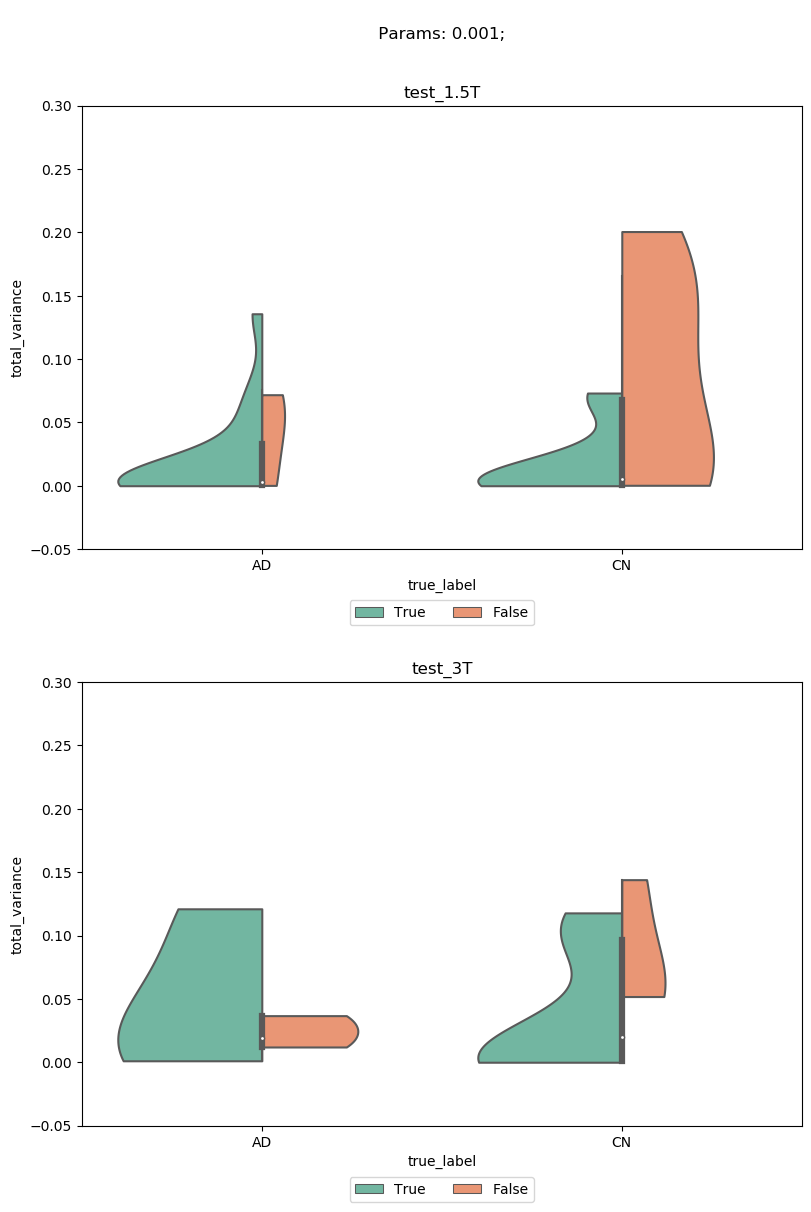 Params: 0.001;
test_1.5T
0.30
0.25
0.20
0.15
0.10
0.05
0.00
−0.05
total_variance
AD CN
true_label
True False
test_3T
0.30
0.25
0.20
0.15
0.10
0.05
0.00
−0.05
total_variance
AD CN
true_label
True False